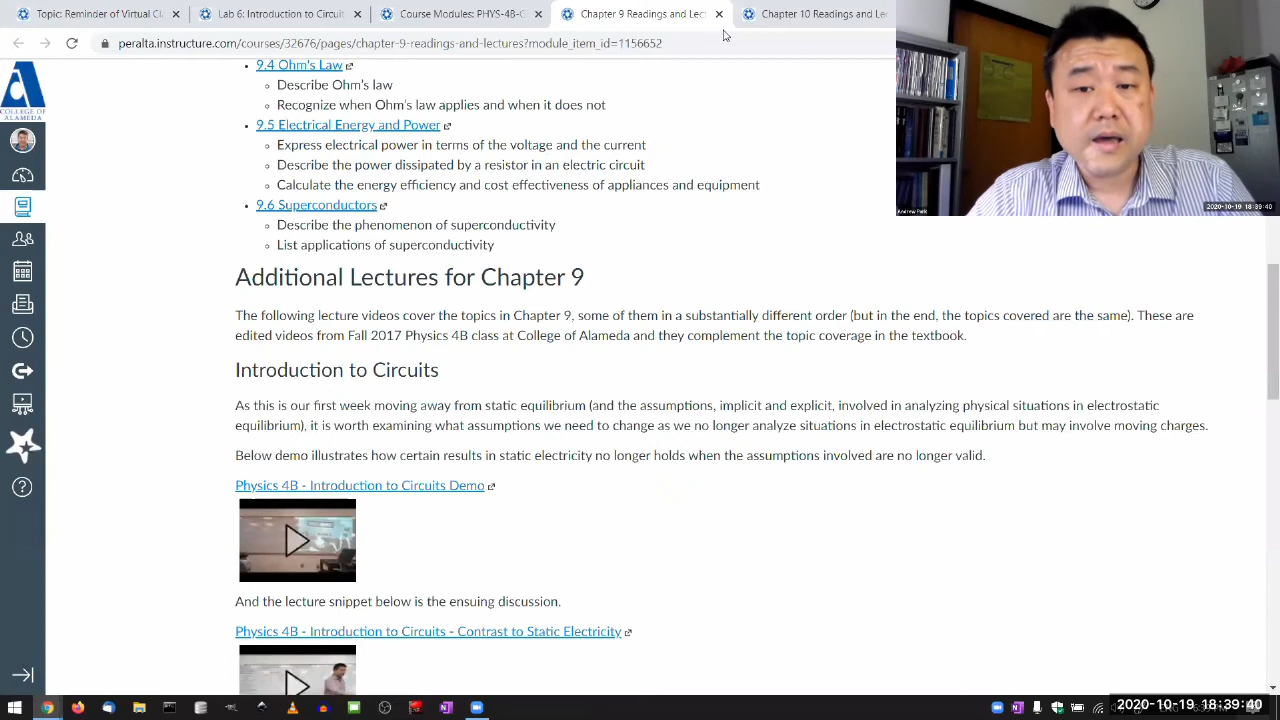 Topic: Reminder of Virtual Cl
Lab 6:
Course Modules: PHYS-4B-G
Chapter 9 Readings and Lect
Chapter 10 Readings and Lec
peralta.instructure.com/courses/32676/pages/chapter-9-readings-and-lectures?module_item_id=1156652
COLLEGE OF
ALAMEDA
9.4 Ohm's Law
Describe Ohm's law
Recognize when Ohm's law applies and when it does not
9.5 Electrical Energy and Power
Express electrical power in terms of the voltage and the current
Describe the power dissipated by a resistor in an electric circuit
Calculate the energy efficiency and cost effectiveness of appliances and equipment
9.6 Superconductors
Describe the phenomenon of superconductivity
List applications of superconductivity
Andrew Park
2020-10-19 18:39:40
Additional Lectures for Chapter 9
The following lecture videos cover the topics in Chapter 9, some of them in a substantially different order (but in the end, the topics covered are the same). These are
edited videos from Fall 2017 Physics 4B class at College of Alameda and they complement the topic coverage in the textbook.
Introduction to Circuits
As this is our first week moving away from static equilibrium (and the assumptions, implicit and explicit, involved in analyzing physical situations in electrostatic
equilibrium), it is worth examining what assumptions we need to change as we no longer analyze situations in electrostatic equilibrium but may involve moving charges.
Below demo illustrates how certain results in static electricity no longer holds when the assumptions involved are no longer valid.
Physics 4B - Introduction to Circuits Demo
And the lecture snippet below is the ensuing discussion.
Physics 4B - Introduction to Circuits - Contrast to Static Electricity
2020-10-19 18:39:40